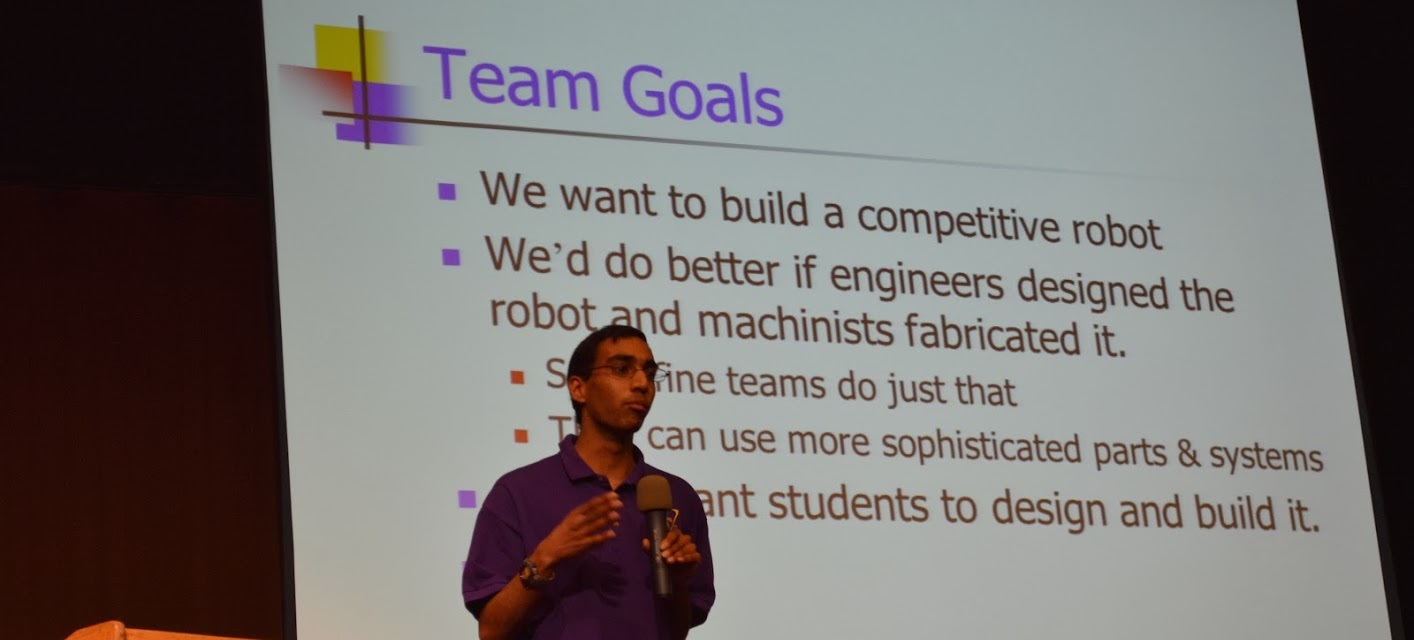 Team Goals
We want to build a competitive robot
We'd do better if engineers designed the
robot and machinists fabricated it.
fine teams do just that
can use more sophisticated parts & systems
students to design and build it.